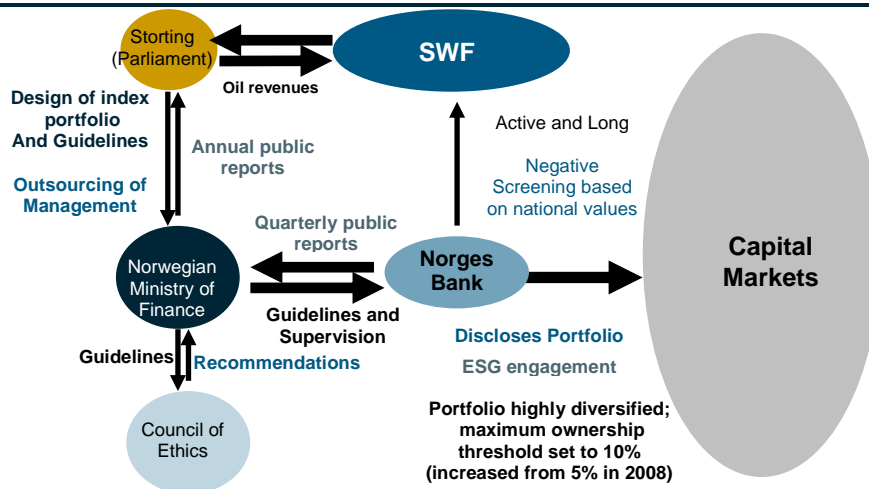 Storting
(Parliament)
SWF
Oil revenues
Design of index
portfolio
And Guidelines
Annual public
reports
Outsourcing of
Management
Active and Long
Negative
Screening based
on national values
Quarterly public
reports
Norwegian
Ministry of
Finance
Norges
Bank
Capital
Markets
Guidelines and
Supervision
Discloses Portfolio
ESG engagement
Guidelines
Recommendations
Council of
Ethics
Portfolio highly diversified;
maximum ownership
threshold set to 10%
(increased from 5% in 2008)